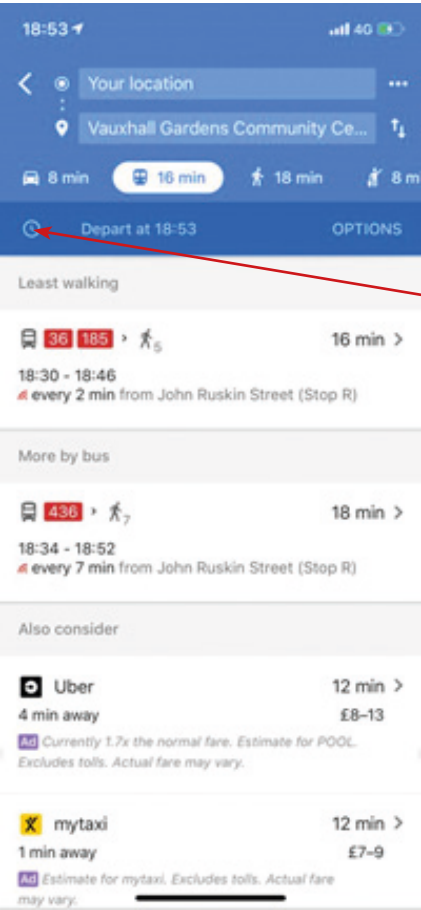 18:53 4G
Your location
Vauxhall Gardens Community Ce...
8 min 16 min 18 min 8 m
Depart at 18:53 OPTIONS
Least walking
36 185 > 5 16 min >
18:30 - 18:46
every 2 min from John Ruskin Street (Stop R)
More by bus
436 > 7 18 min >
18:34 - 18:52
every 7 min from John Ruskin Street (Stop R)
Also consider
Uber 12 min >
4 min away £8–13
Ad Currently 1.7x the normal fare. Estimate for POOL.
Excludes tolls. Actual fare may vary.
mytaxi 12 min >
1 min away £7–9
Ad Estimate for mytaxi. Excludes tolls. Actual fare
may vary.